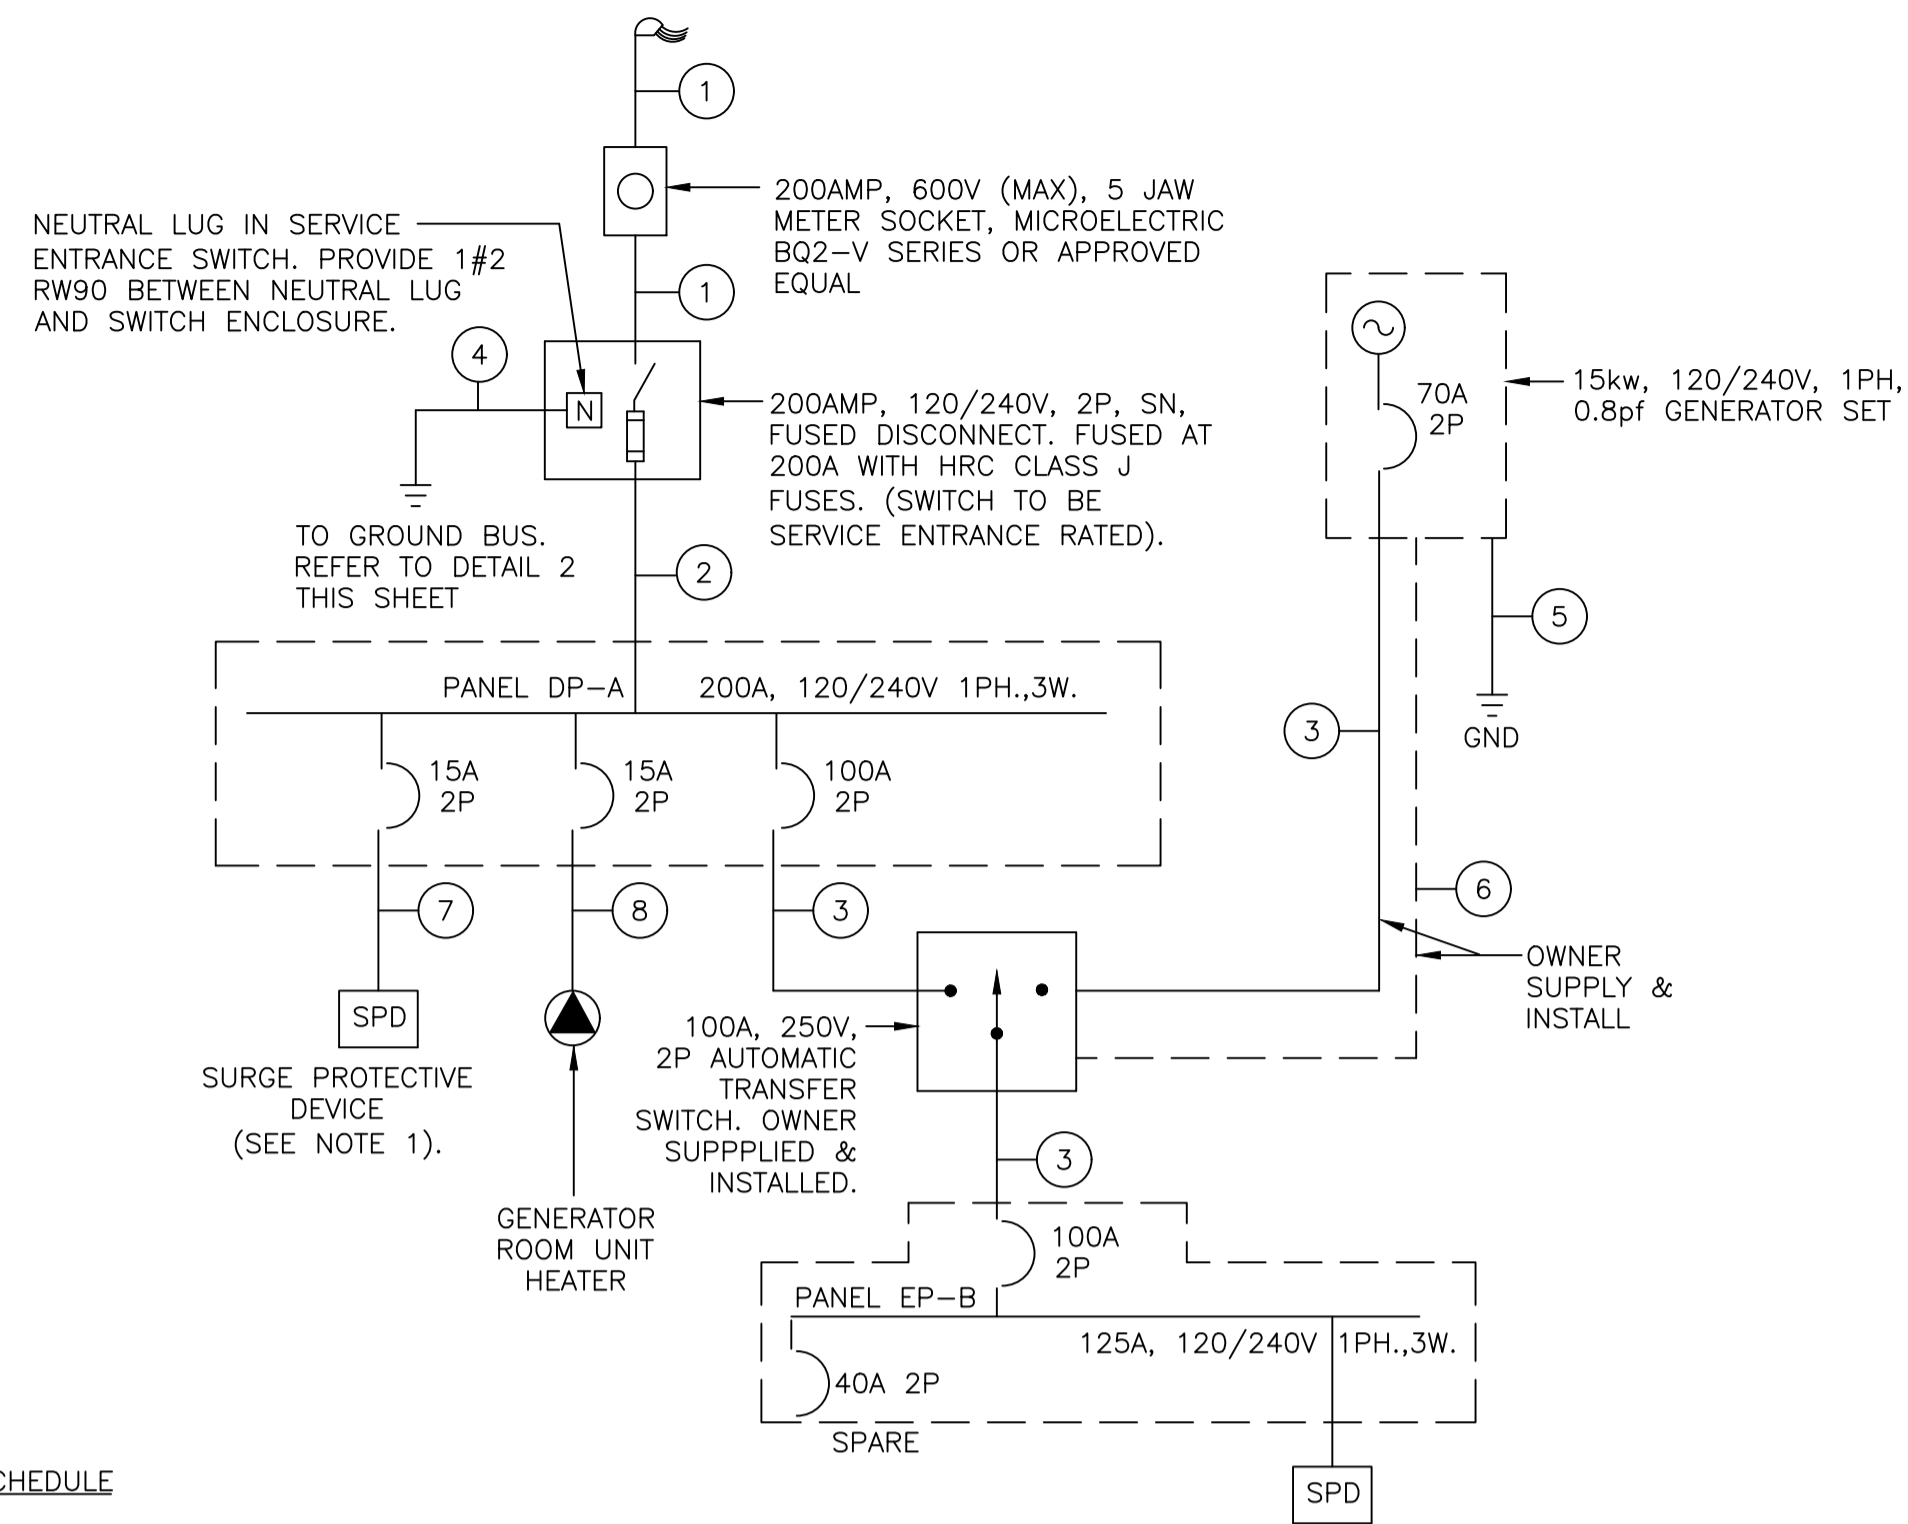 1
200AMP, 600V (MAX), 5 JAW
METER SOCKET, MICROELECTRIC
BQ2-V SERIES OR APPROVED
EQUAL
NEUTRAL LUG IN SERVICE
ENTRANCE SWITCH. PROVIDE 1#2
RW90 BETWEEN NEUTRAL LUG
AND SWITCH ENCLOSURE.
1
4
N
200AMP, 120/240V, 2P, SN,
FUSED DISCONNECT. FUSED AT
200A WITH HRC CLASS J
FUSES. (SWITCH TO BE
SERVICE ENTRANCE RATED).
70A
2P
15kw, 120/240V, 1PH,
0.8pf GENERATOR SET
TO GROUND BUS.
REFER TO DETAIL 2
THIS SHEET
2
5
GND
3
PANEL DP-A
200A, 120/240V 1PH.,3W.
15A
2P
15A
2P
100A
2P
7
8
3
6
OWNER
SUPPLY &
INSTALL
SPD
SURGE PROTECTIVE
DEVICE
(SEE NOTE 1).
GENERATOR
ROOM UNIT
HEATER
100A, 250V,
2P AUTOMATIC
TRANSFER
SWITCH. OWNER
SUPPPLIED &
INSTALLED.
3
100A
2P
PANEL EP-B
125A, 120/240V 1PH.,3W.
40A 2P
SPARE
SPD
CHEDULE